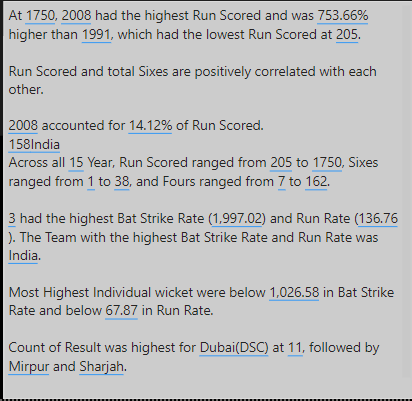 At 1750, 2008 had the highest Run Scored and was 753.66%
higher than 1991, which had the lowest Run Scored at 205.
Run Scored and total Sixes are positively correlated with each
other.
2008 accounted for 14.12% of Run Scored.
158India
Across all 15 Year, Run Scored ranged from 205 to 1750, Sixes
ranged from 1 to 38, and Fours ranged from 7 to 162.
3 had the highest Bat Strike Rate (1,997.02) and Run Rate (136.76
). The Team with the highest Bat Strike Rate and Run Rate was
India.
Most Highest Individual wicket were below 1,026.58 in Bat Strike
Rate and below 67.87 in Run Rate.
Count of Result was highest for Dubai(DSC) at 11, followed by
Mirpur and Sharjah.